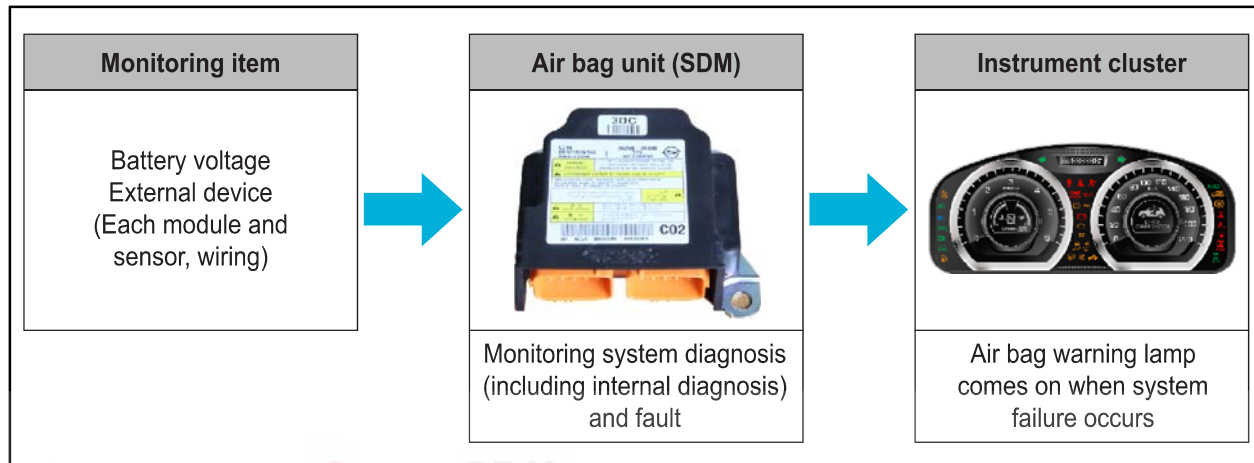 Monitoring item
Battery voltage
External device
(Each module and
sensor, wiring)
Air bag unit (SDM)
3DC
C02
Monitoring system diagnosis
(including internal diagnosis)
and fault
Instrument cluster
Air bag warning lamp
comes on when system
failure occurs